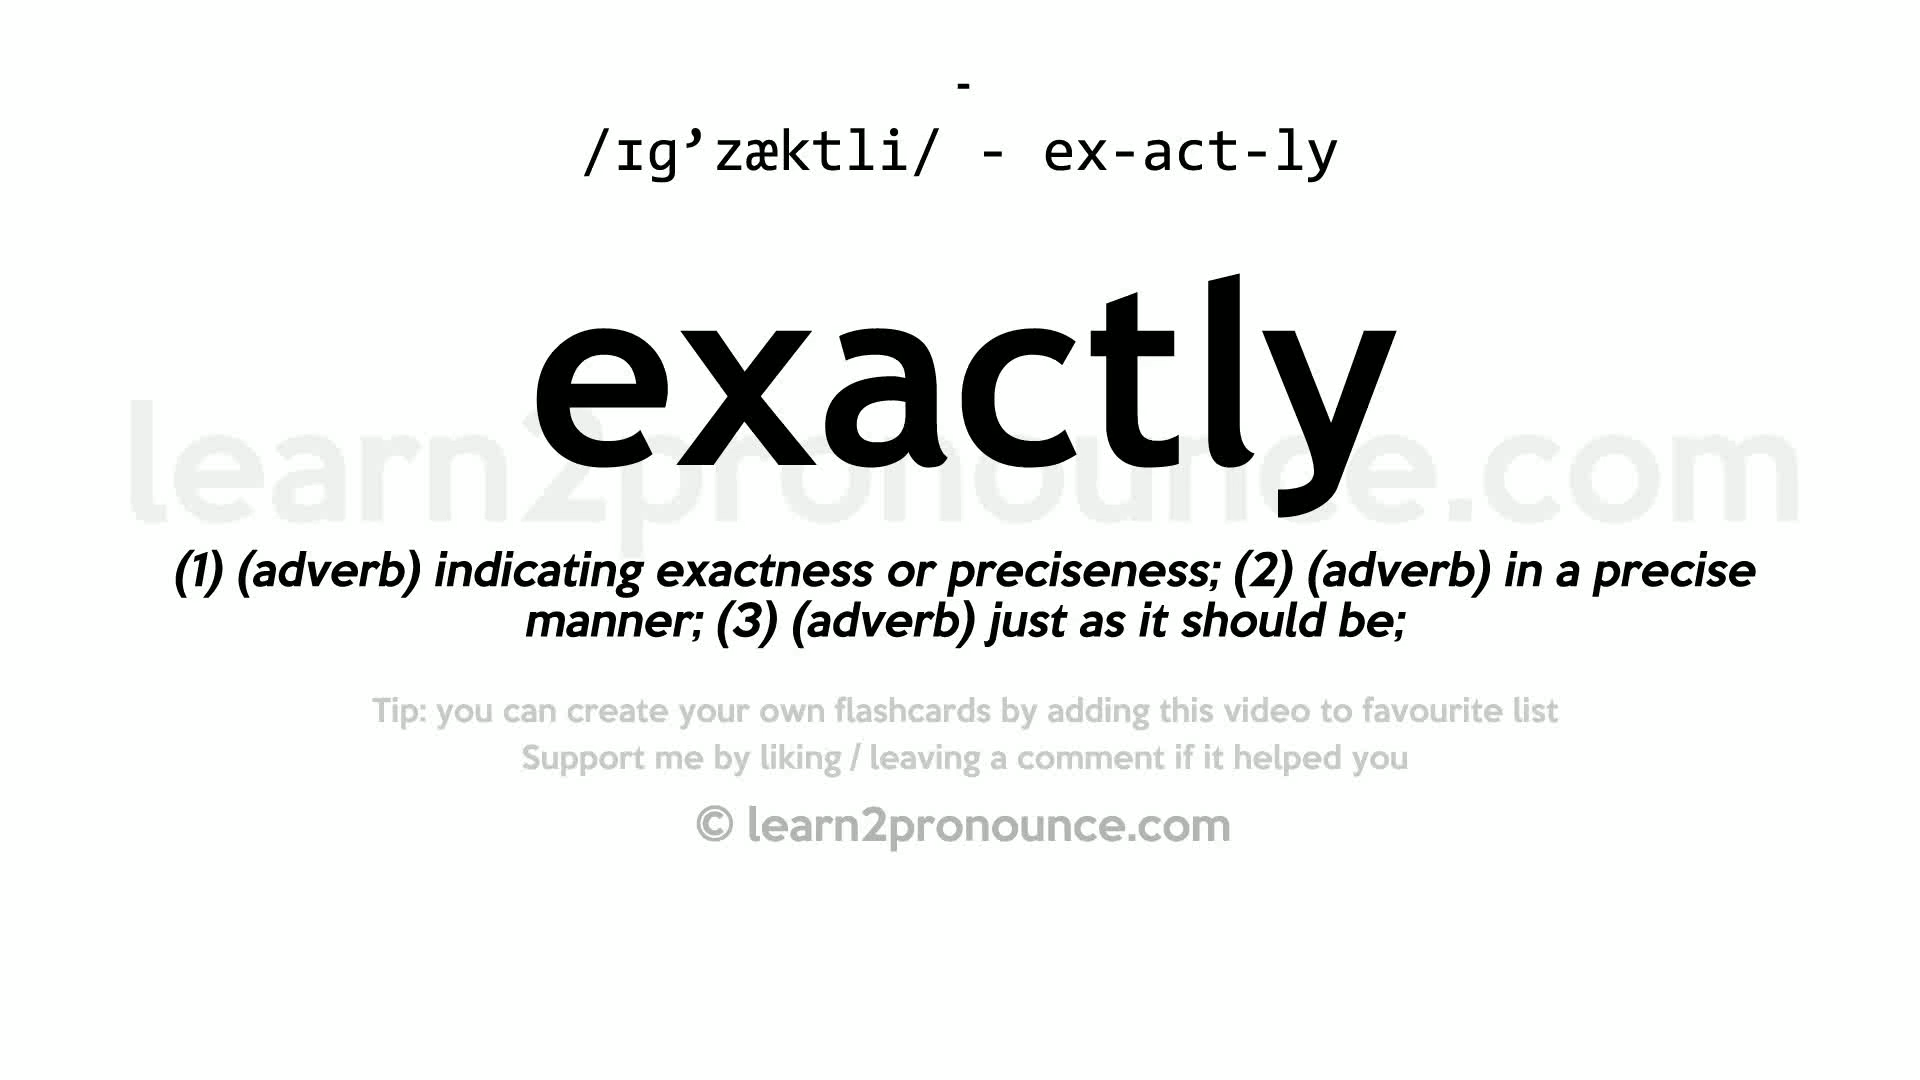 -
/ɪg’zæktli/ - ex-act-ly
exactly
learn2pronounce.com
(1) (adverb) indicating exactness or preciseness; (2) (adverb) in a precise
manner; (3) (adverb) just as it should be;
Tip: you can create your own flashcards by adding this video to favourite list
Support me by liking / leaving a comment if it helped you
© learn2pronounce.com